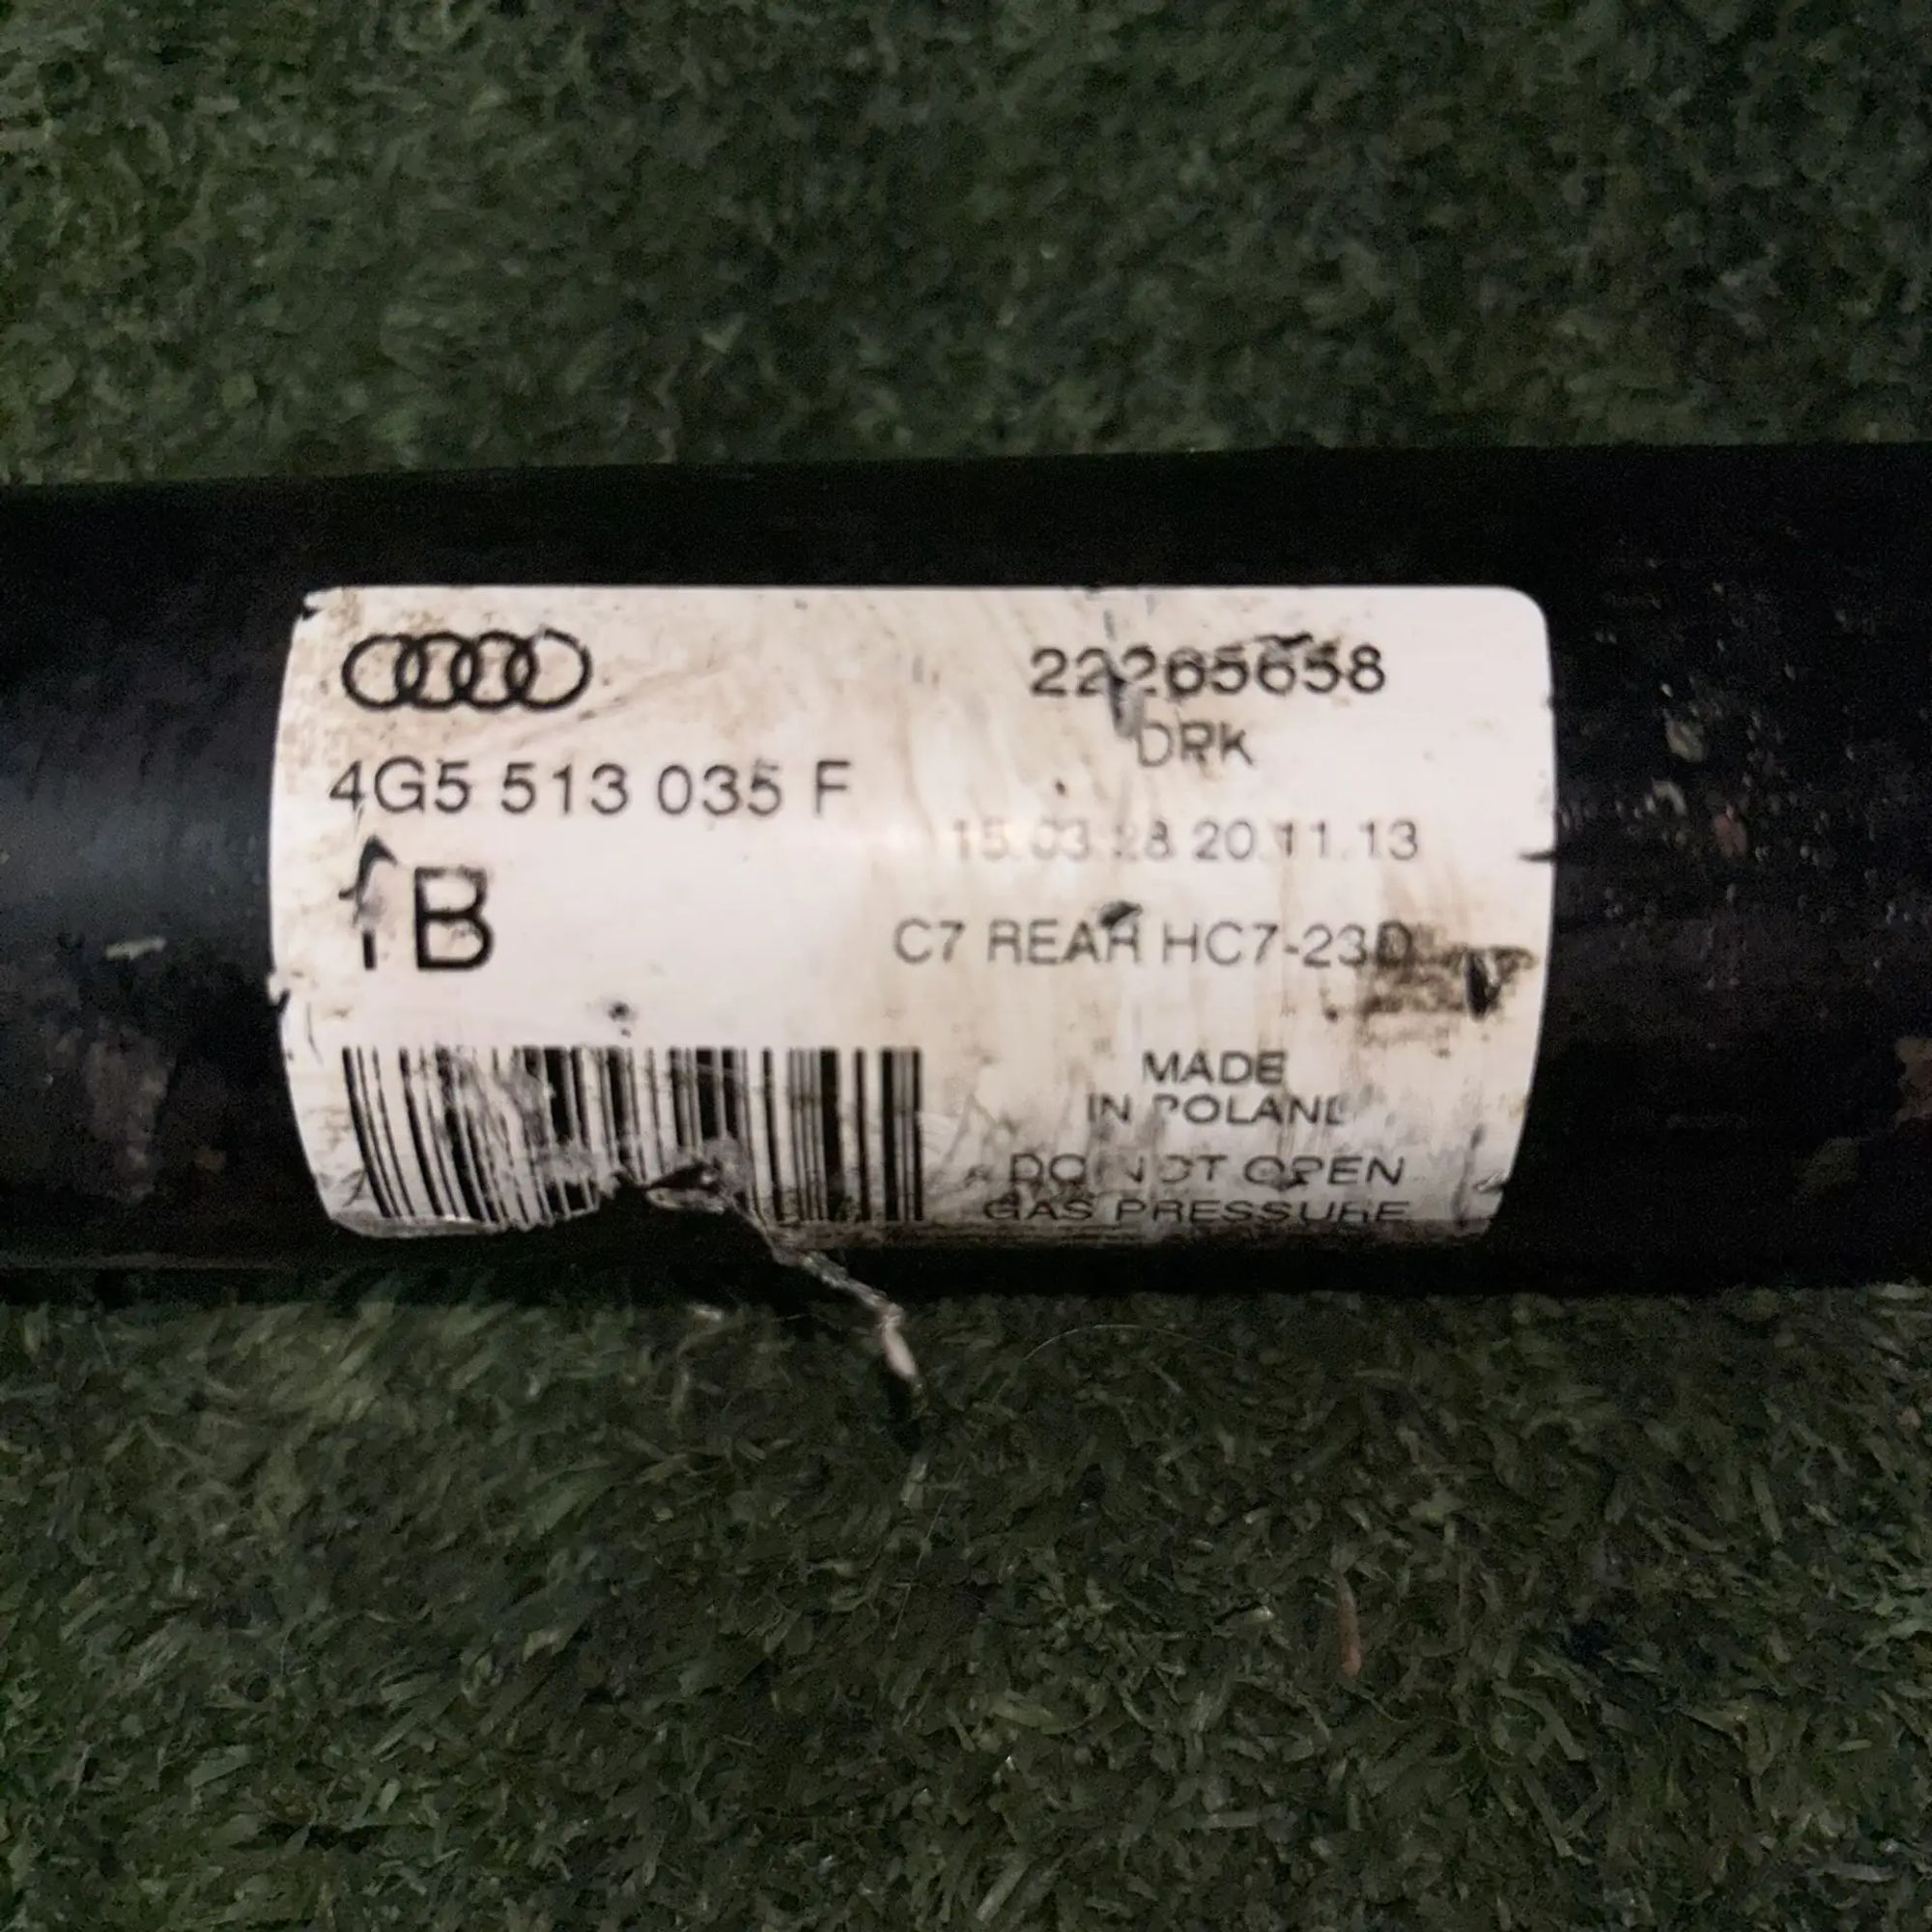 4G5 513 035 F
B
22265658
DRK
15.03.28 20.11.13
C7 REAR HC7-23D
MADE
IN POLAND
DO NOT OPEN
GAS PRESSURE